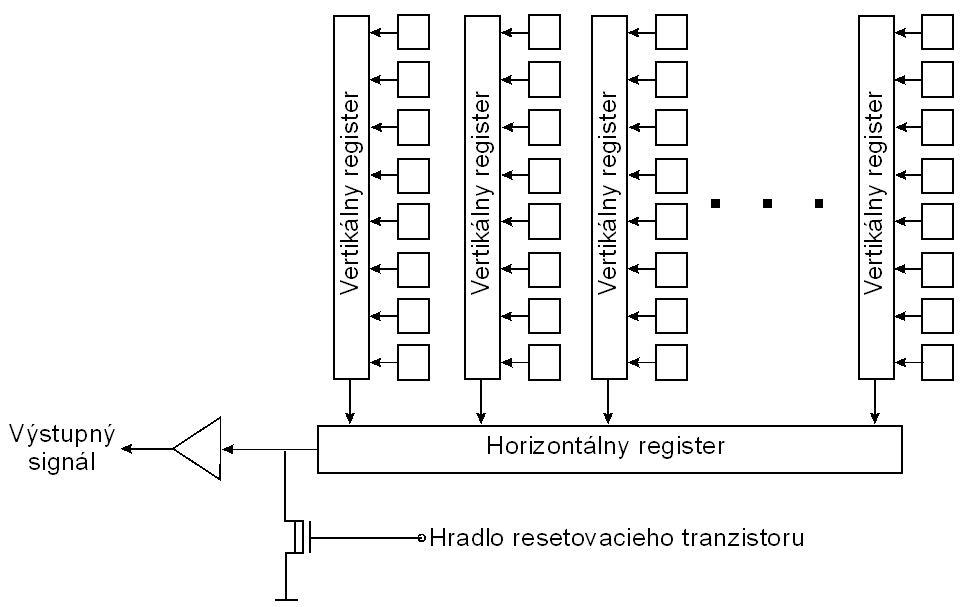 Vertikálny register
Vertikálny register
Vertikálny register
Vertikálny register
Horizontálny register
Výstupný
signál
Hradlo resetovacieho tranzistoru